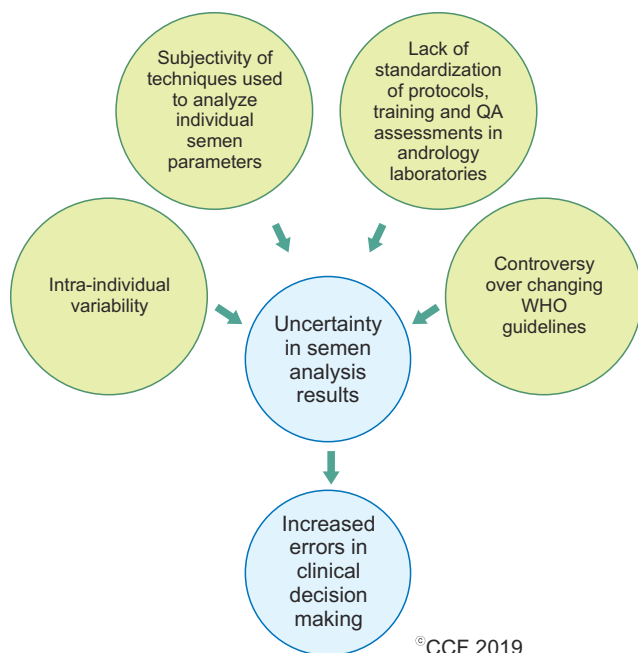 Subjectivity of
techniques used
to analyze
individual
semen
parameters
Lack of
standardization
of protocols,
training and QA
assessments in
andrology
laboratories
Intra-individual
variability
Controversy
over changing
WHO
guidelines
Uncertainty
in semen
analysis
results
Increased
errors in
clinical
decision
making
©CCF 2019